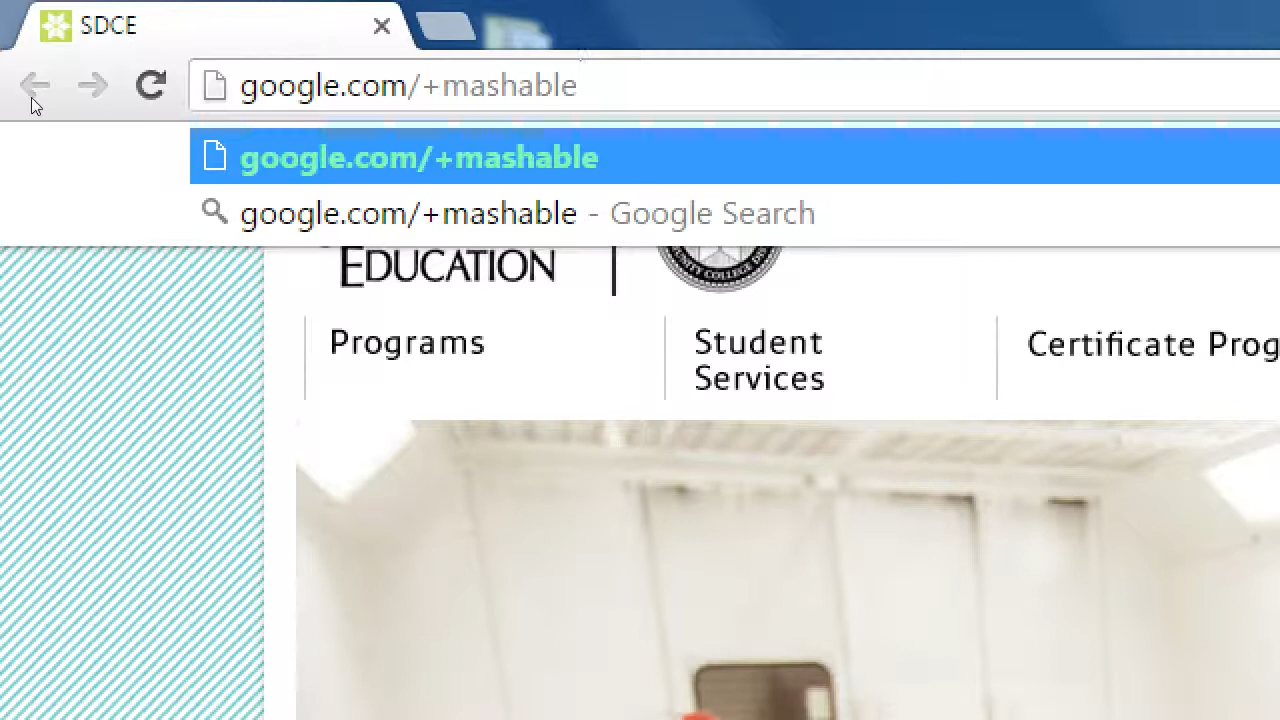 SDCE
google.com/+mashable
google.com/+mashable
google.com/+mashable - Google Search
EDUCATION
Programs
Student
Services
Certificate Prog